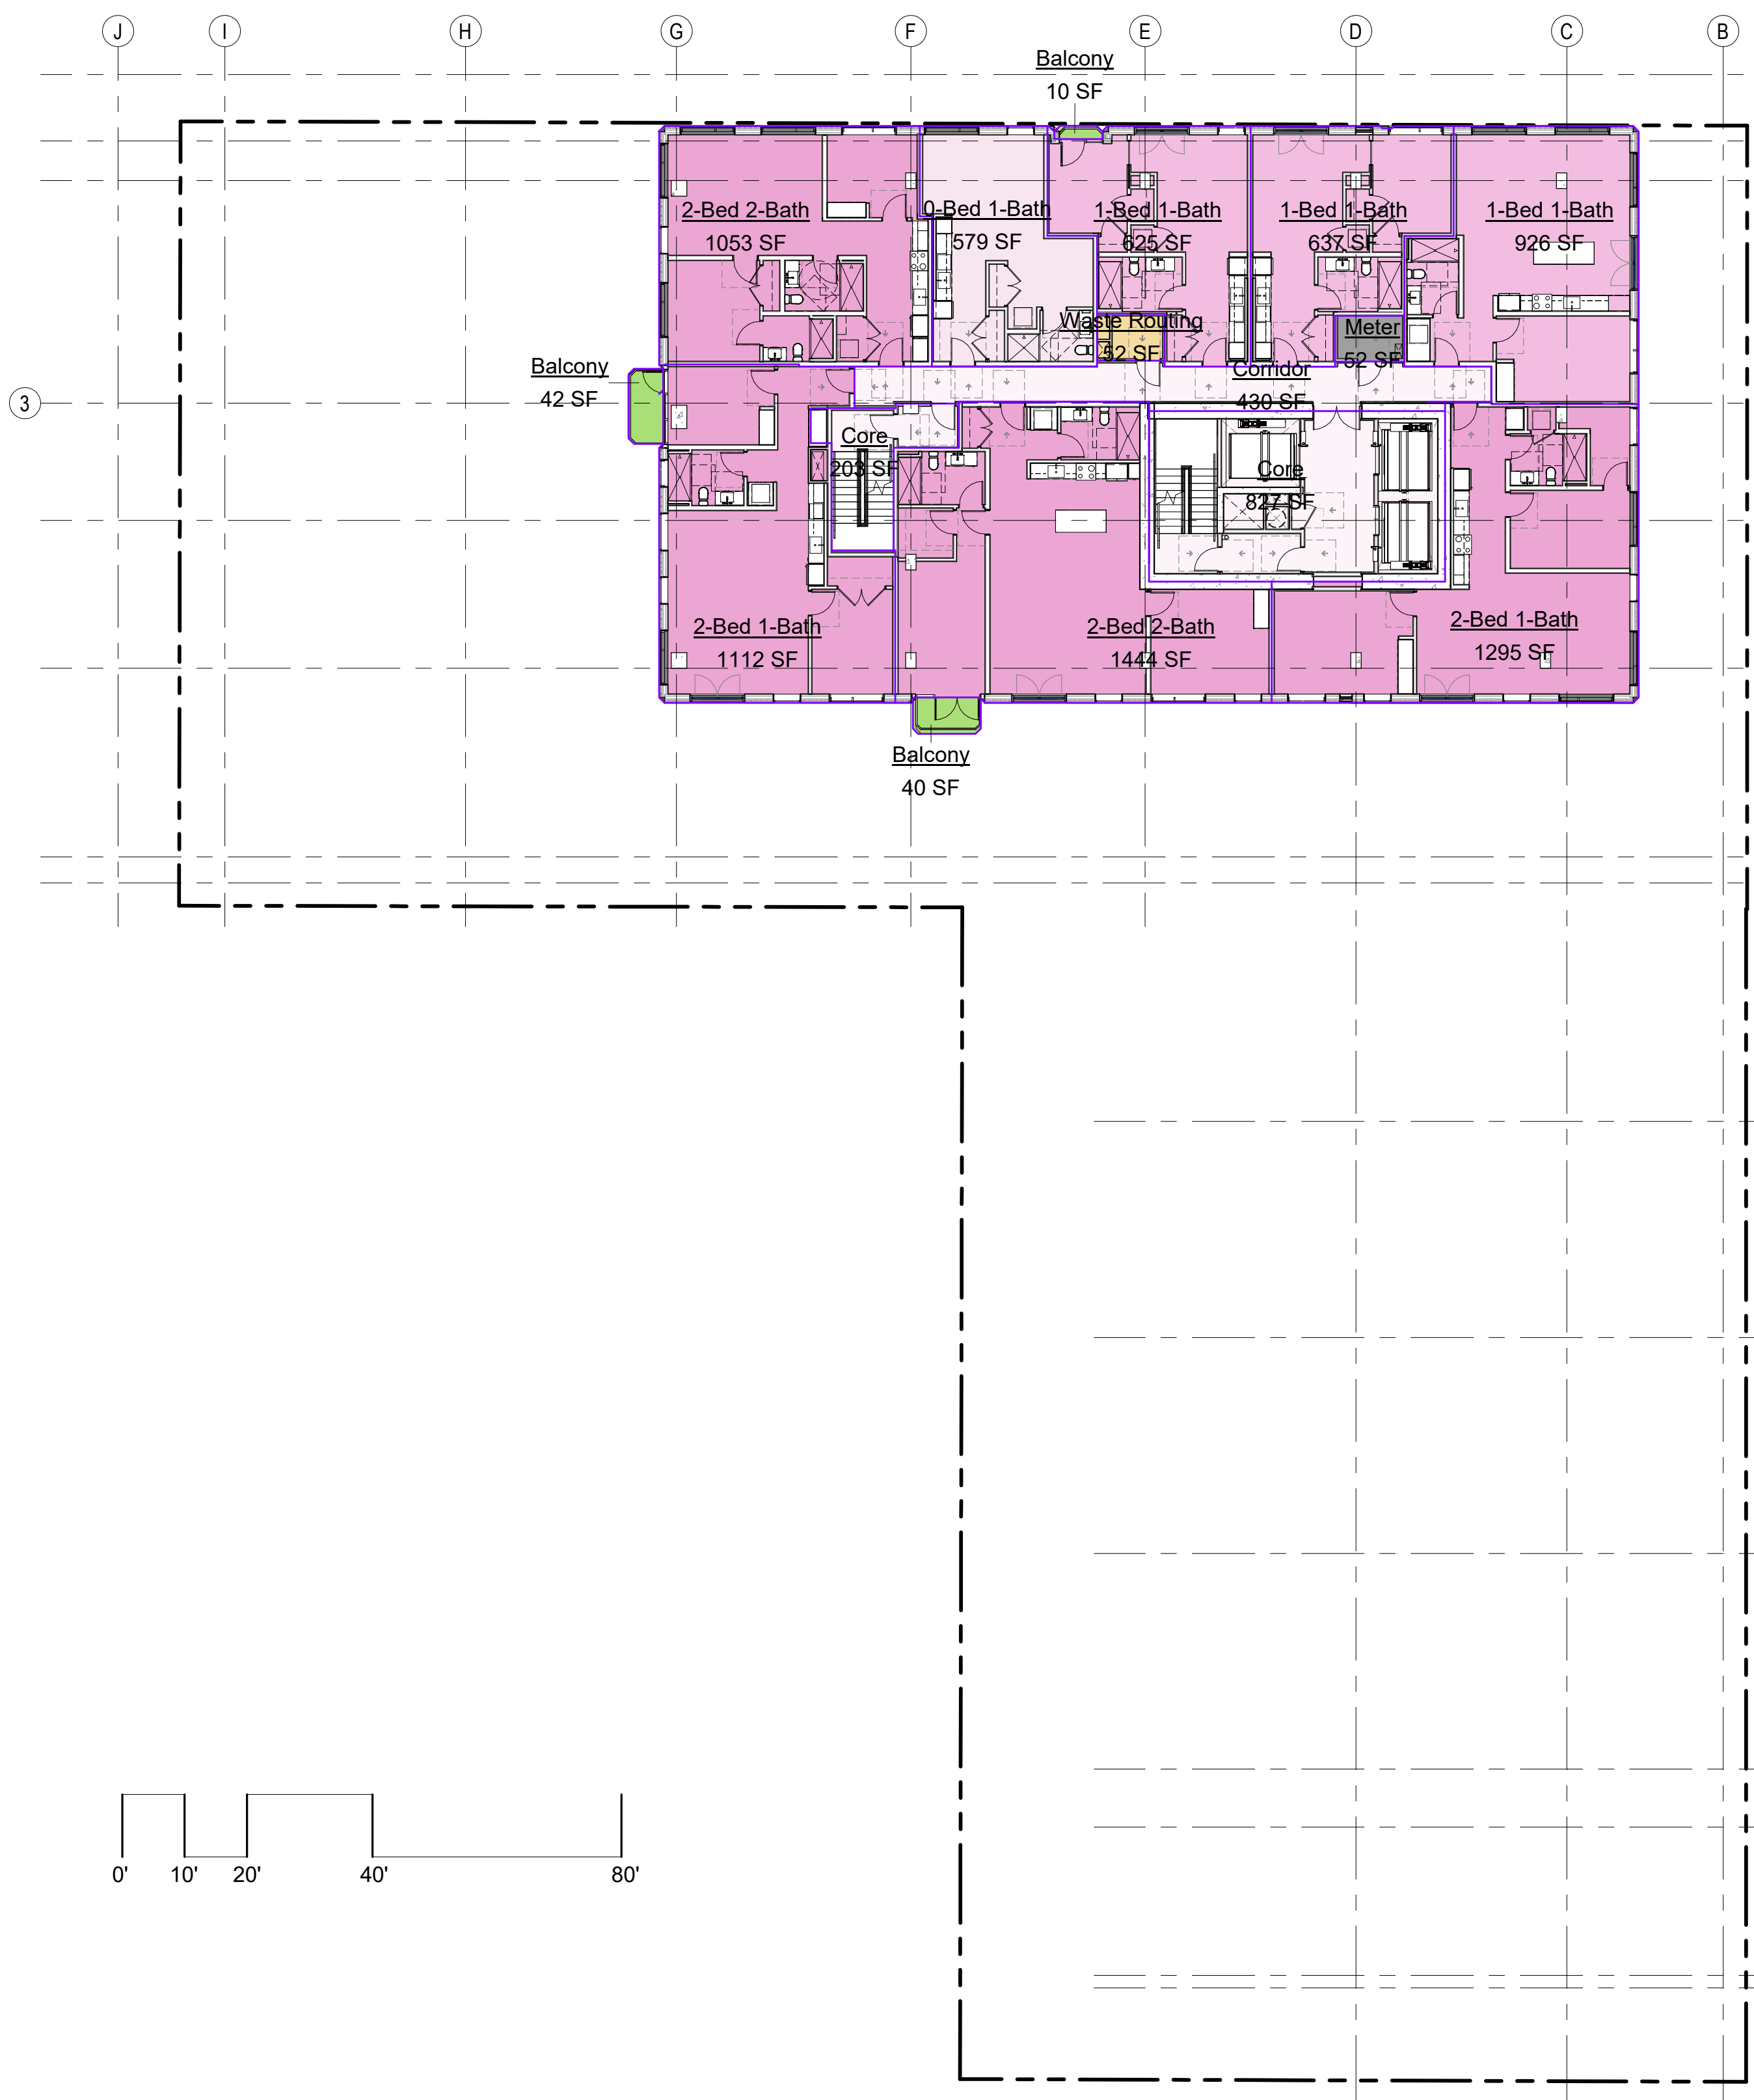 J I H G F E D C B
Balcony
10 SF
2-Bed 2-Bath
1053 SF
0-Bed 1-Bath
579 SF
1-Bed 1-Bath
625 SF
1-Bed 1-Bath
637 SF
1-Bed 1-Bath
926 SF
Waste Routing
52 SF
Meter
52 SF
Balcony
42 SF
Corridor
430 SF
3
Core
203 SF
Core
827 SF
2-Bed 1-Bath
1112 SF
2-Bed 2-Bath
1444 SF
2-Bed 1-Bath
1295 SF
Balcony
40 SF
0' 10' 20' 40' 80'